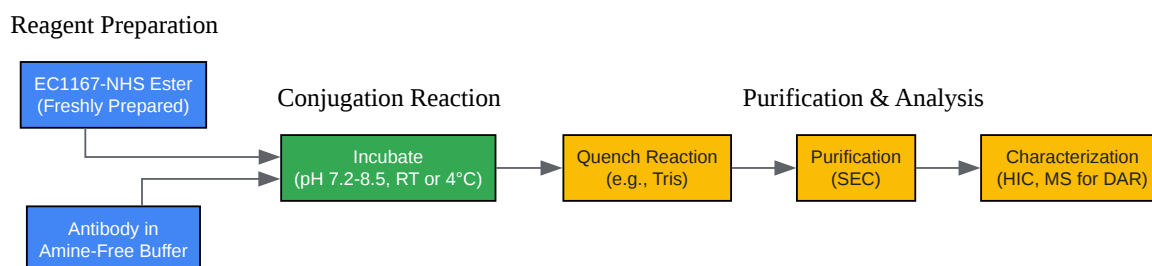 Reagent Preparation
EC1167-NHS Ester
(Freshly Prepared)
Conjugation Reaction
Purification & Analysis
Incubate
(pH 7.2-8.5, RT or 4°C)
Quench Reaction
(e.g., Tris)
Purification
(SEC)
Characterization
(HIC, MS for DAR)
Antibody in
Amine-Free Buffer